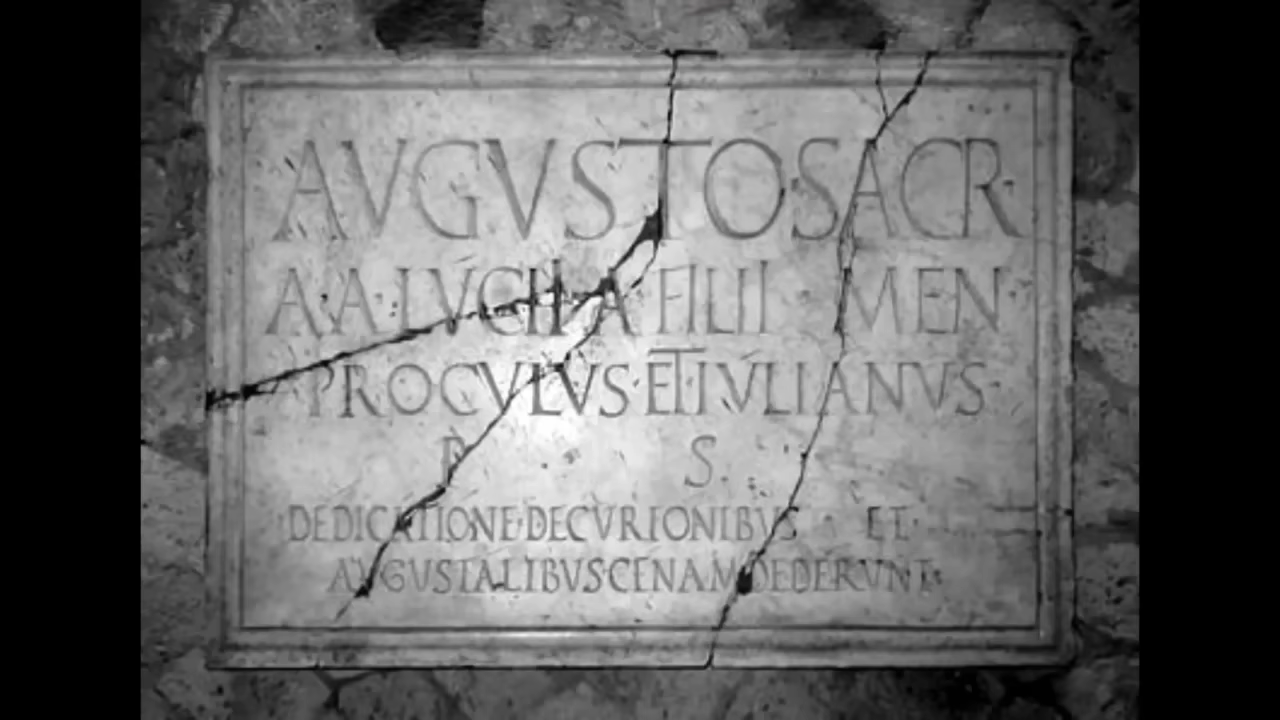 AVGVSTO SACR·
A·A·LVCII A FILII MEN·
PROCVLVS·ET·IVLIANVS·
P S.
DEDICATIONE·DECVRIONIBVS ET
AVGVSTALIBVS·CENAM·DEDERVNT·